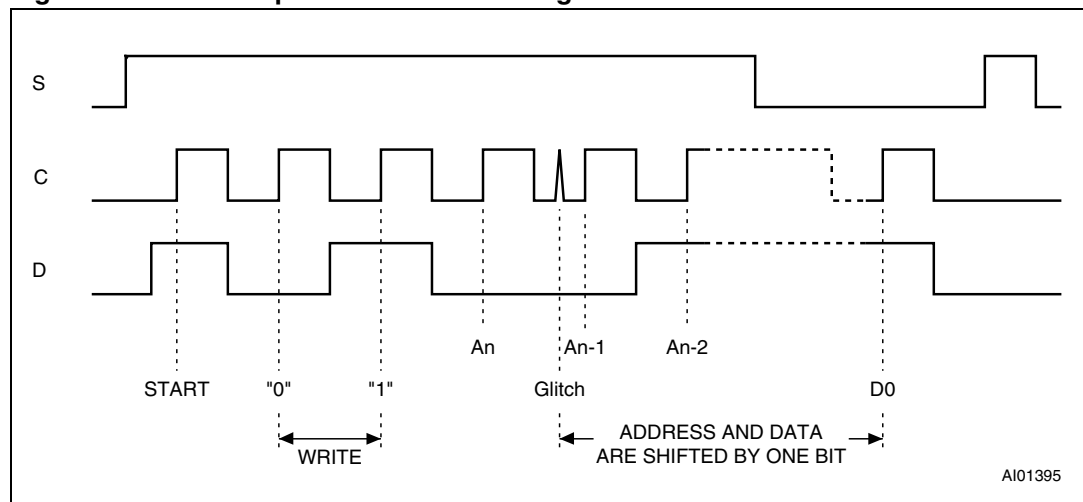 S
C
D
An An-1 An-2
START "0" "1" Glitch D0
WRITE
ADDRESS AND DATA
ARE SHIFTED BY ONE BIT
AI01395